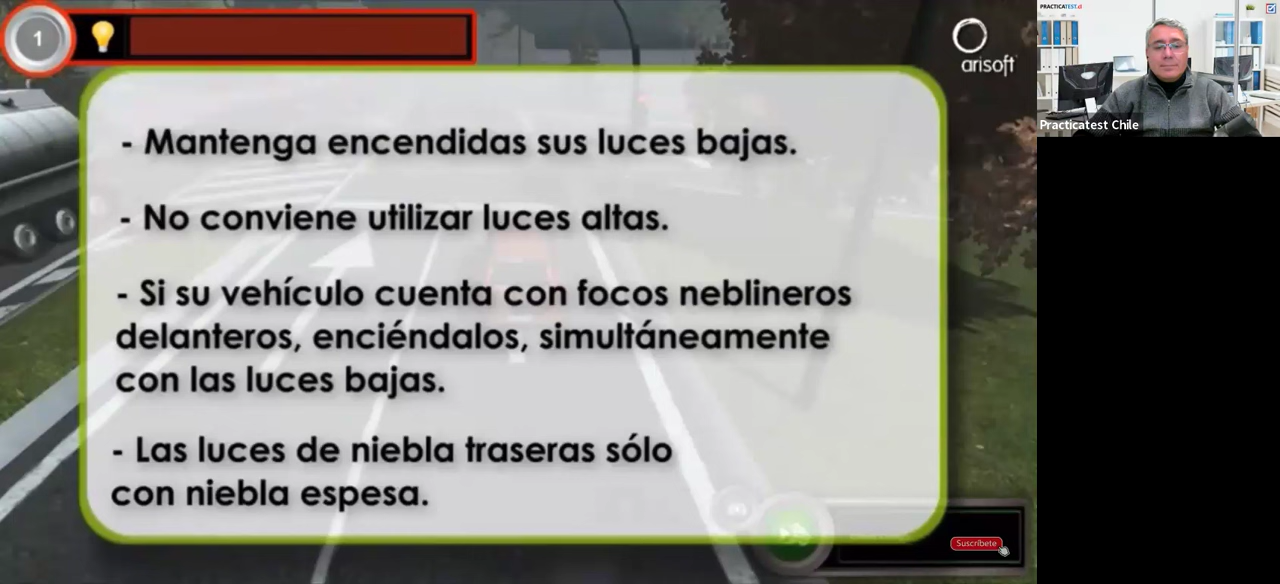 1
arisoft
PRACTICATEST.cl
Practicatest Chile
- Mantenga encendidas sus luces bajas.
- No conviene utilizar luces altas.
- Si su vehículo cuenta con focos neblineros
delanteros, enciéndalos, simultáneamente
con las luces bajas.
- Las luces de niebla traseras sólo
con niebla espesa.
Suscríbete